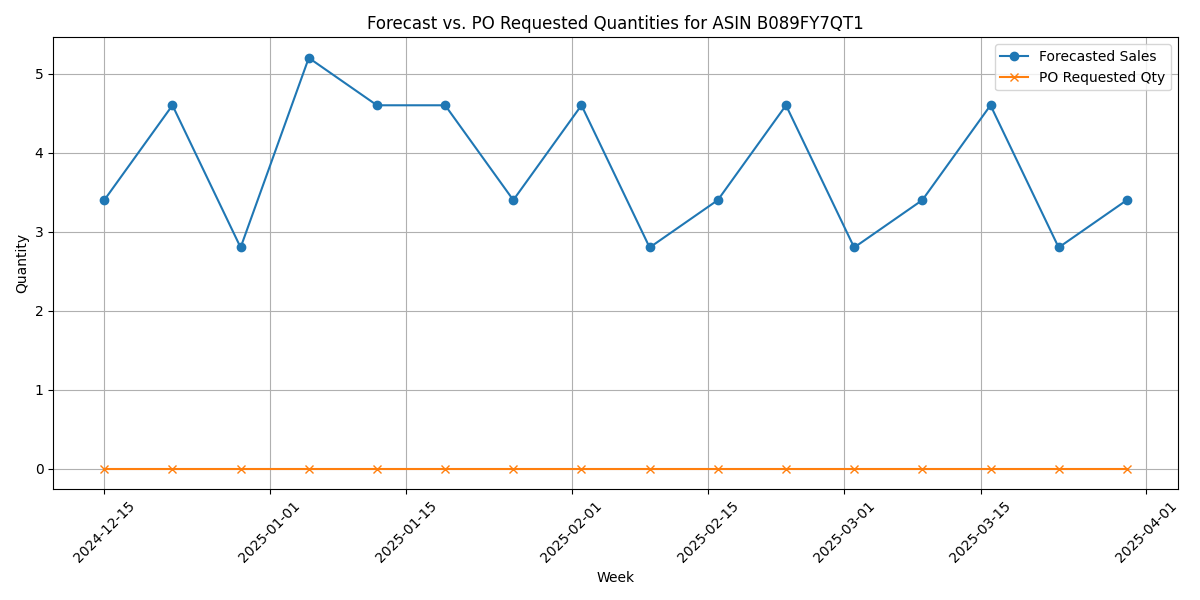 Forecast vs. PO Requested Quantities for ASIN B089FY7QT1
Forecasted Sales
PO Requested Qty
5
4
3
2
1
0
Quantity
2024-12-15
2025-01-01
2025-01-15
2025-02-01
2025-02-15
2025-03-01
2025-03-15
2025-04-01
Week